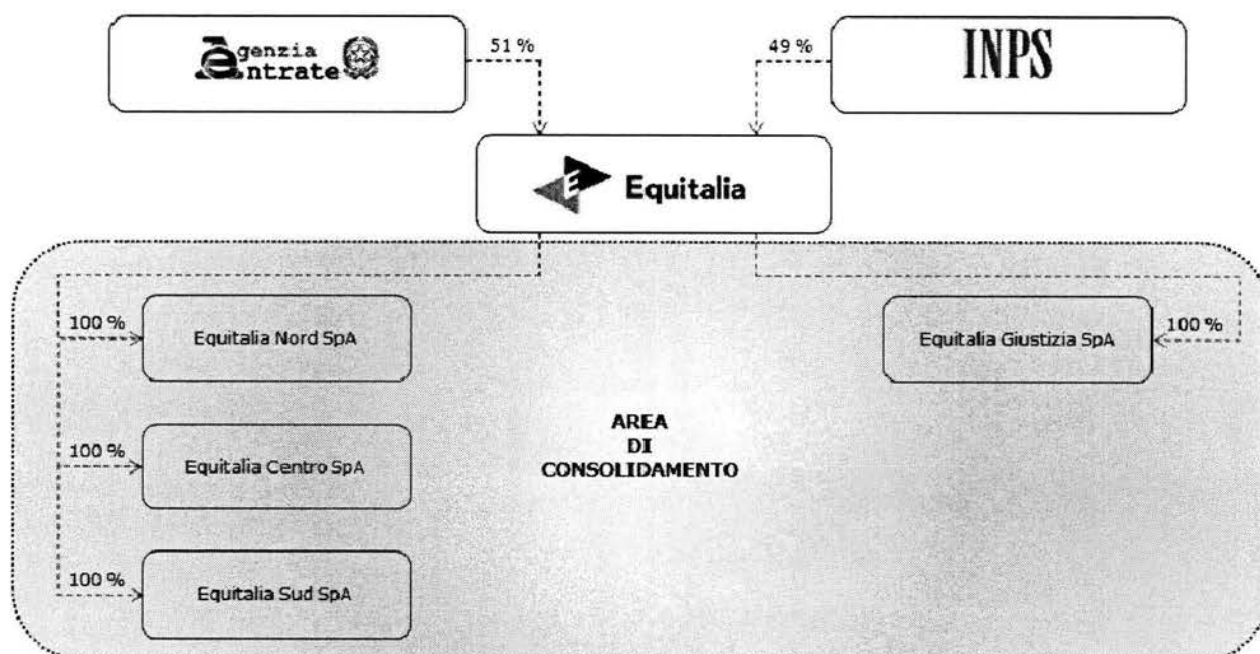 Agenzia
entrate
51 %
49 %
INPS
E
Equitalia
100 %
Equitalia Nord SpA
Equitalia Giustizia SpA
100 %
100 %
Equitalia Centro SpA
AREA
DI
CONSOLIDAMENTO
100 %
Equitalia Sud SpA